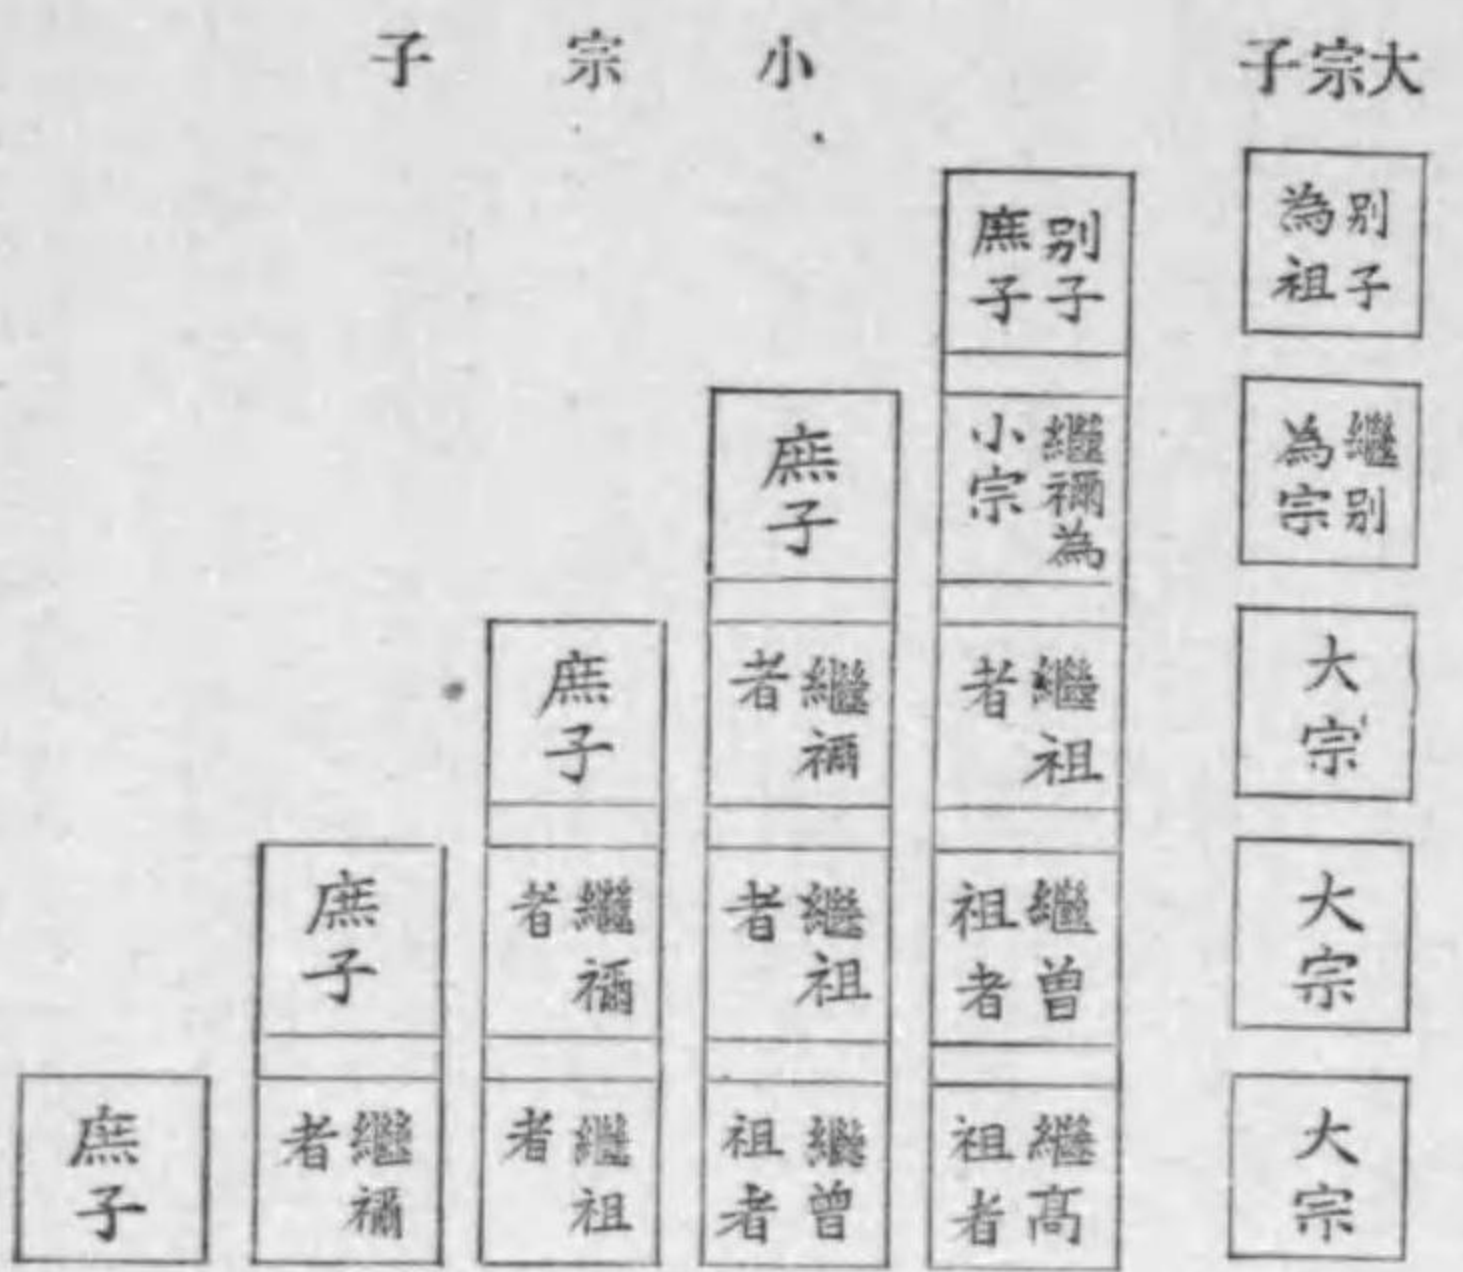 大宗子
別子
為祖
繼別
為宗
大宗
大宗
大宗
小宗子
別子
庶子
繼禰為
小宗
繼祖
者
繼曾
祖者
繼高
祖者
庶子
繼禰
者
繼祖
者
繼曾
祖者
庶子
繼禰
者
繼祖
者
庶子
繼禰
者
庶子